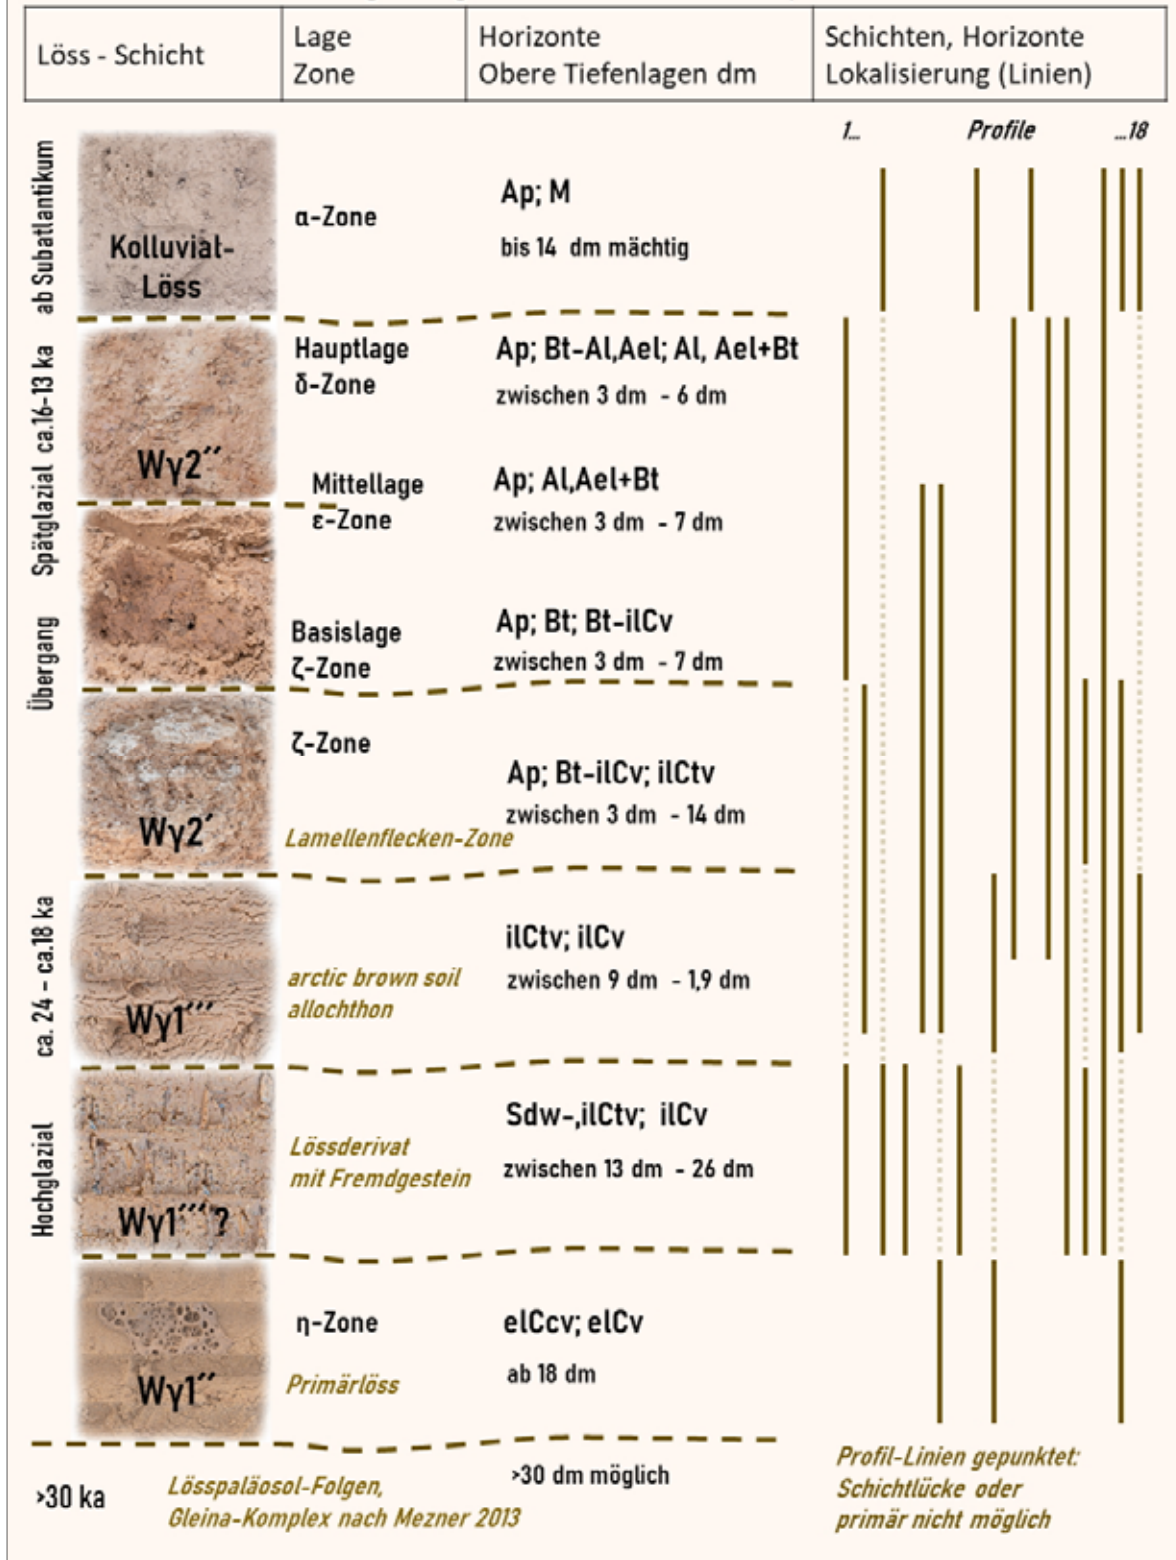 Löss - Schicht
Lage
Zone
Horizonte
Obere Tiefenlagen dm
Schichten, Horizonte
Lokalisierung (Linien)
1...
Profile
...18
ab Subatlantikum
Kolluvial-
Löss
α-Zone
Ap; M
bis 14 dm mächtig
Spätglazial ca.16-13 ka
Wγ2´´
Hauptlage
δ-Zone
Ap; Bt-Al,Ael; Al, Ael+Bt
zwischen 3 dm - 6 dm
Mittellage
ε-Zone
Ap; Al,Ael+Bt
zwischen 3 dm - 7 dm
Übergang
Basislage
ζ-Zone
Ap; Bt; Bt-ilCv
zwischen 3 dm - 7 dm
Wγ2´
ζ-Zone
Lamellenflecken-Zone
Ap; Bt-ilCv; ilCtv
zwischen 3 dm - 14 dm
ca. 24 - ca.18 ka
Wγ1´´´
arctic brown soil
allochthon
ilCtv; ilCv
zwischen 9 dm - 1,9 dm
Hochglazial
Wγ1´´´´?
Lössderivat
mit Fremdgestein
Sdw-,ilCtv; ilCv
zwischen 13 dm - 26 dm
Wγ1´´
η-Zone
Primärlöss
elCcv; elCv
ab 18 dm
>30 ka
Lösspaläosol-Folgen,
Gleina-Komplex nach Mezner 2013
>30 dm möglich
Profil-Linien gepunktet:
Schichtlücke oder
primär nicht möglich